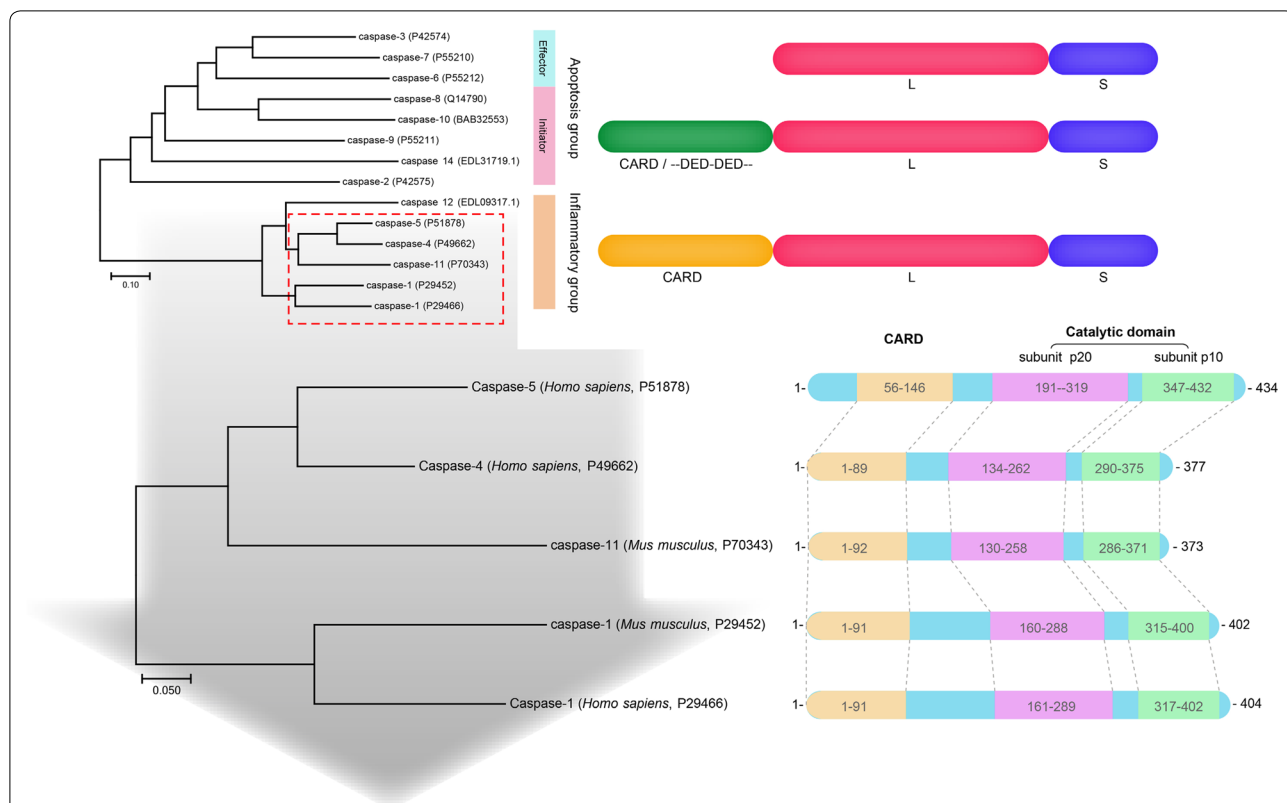 caspase-3 (P42574)
caspase-7 (P55210)
caspase-6 (P55212)
caspase-8 (Q14790)
caspase-10 (BAB32553)
caspase-9 (P55211)
caspase 14 (EDL31719.1)
caspase-2 (P42575)
caspase 12 (EDL09317.1)
caspase-5 (P51878)
caspase-4 (P49662)
caspase-11 (P70343)
caspase-1 (P29452)
caspase-1 (P29466)
0.10
Effector
Initiator
Apoptosis group
Inflammatory group
L
S
CARD / --DED-DED--
L
S
CARD
L
S
CARD
Catalytic domain
subunit p20
subunit p10
Caspase-5 (Homo sapiens, P51878)
1-
56-146
191--319
347-432
- 434
Caspase-4 (Homo sapiens, P49662)
1-
1-89
134-262
290-375
- 377
caspase-11 (Mus musculus, P70343)
1-
1-92
130-258
286-371
- 373
caspase-1 (Mus musculus, P29452)
1-
1-91
160-288
315-400
- 402
Caspase-1 (Homo sapiens, P29466)
1-
1-91
161-289
317-402
- 404
0.050